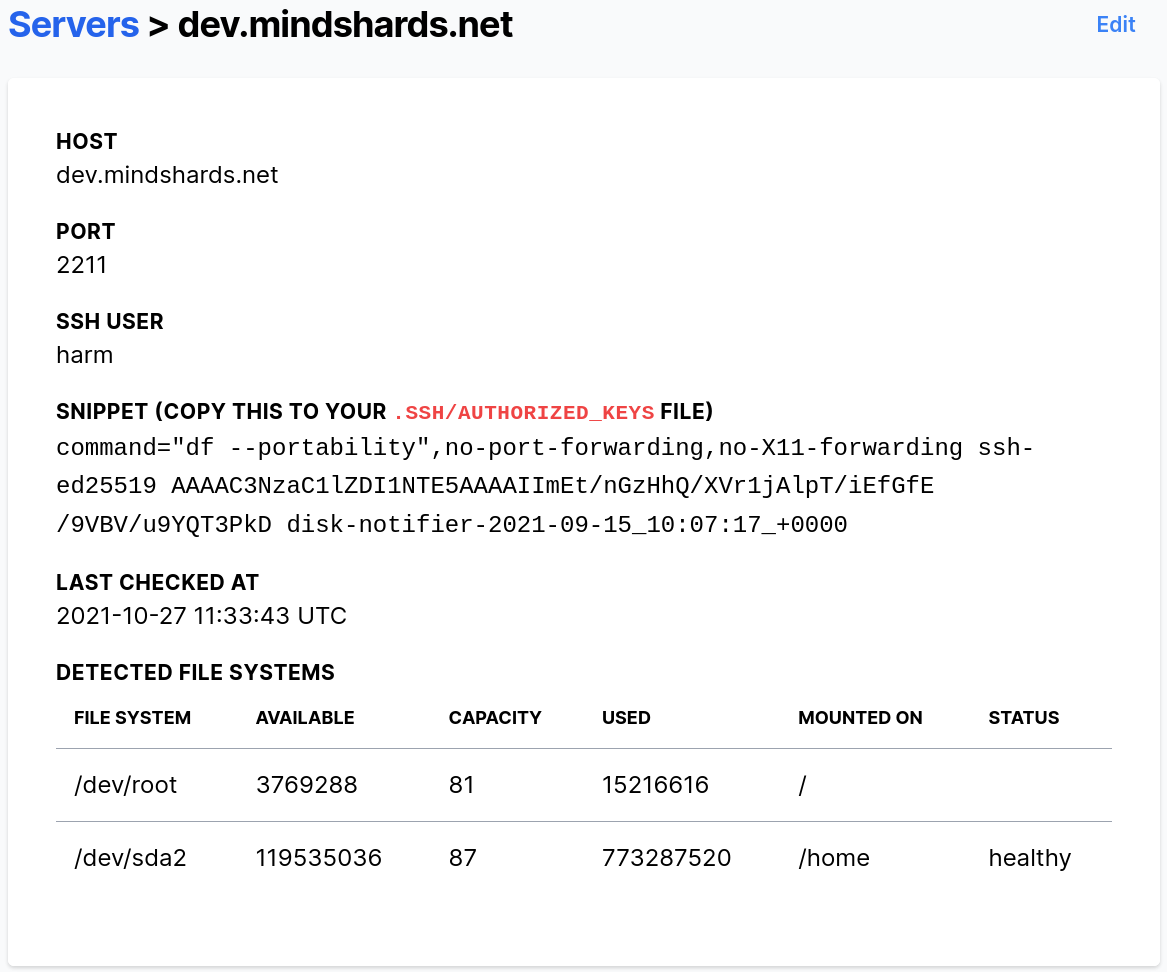 Servers > dev.mindshards.net
Edit
HOST
dev.mindshards.net
PORT
2211
SSH USER
harm
SNIPPET (COPY THIS TO YOUR .SSH/AUTHORIZED_KEYS FILE)
command="df --portability",no-port-forwarding,no-X11-forwarding ssh-
ed25519 AAAAC3NzaC1lZDI1NTE5AAAAIImEt/nGzHhQ/XVr1jAlpT/iEfGfE
/9VBV/u9YQT3PkD disk-notifier-2021-09-15_10:07:17_+0000
LAST CHECKED AT
2021-10-27 11:33:43 UTC
DETECTED FILE SYSTEMS
FILE SYSTEM AVAILABLE CAPACITY USED MOUNTED ON STATUS
/dev/root 3769288 81 15216616 /
/dev/sda2 119535036 87 773287520 /home healthy